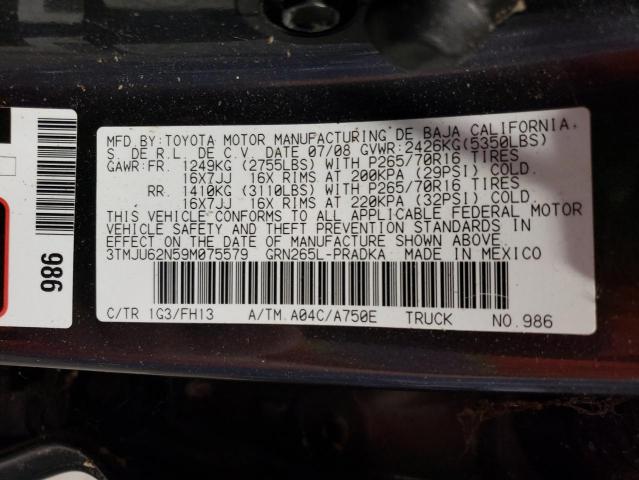 MFD.BY:TOYOTA MOTOR MANUFACTURING DE BAJA CALIFORNIA,
S. DE R.L. DE C.V. DATE 07/08 GVWR:2426KG(5350LBS)
GAWR:FR. 1249KG (2755LBS) WITH P265/70R16 TIRES
16X7JJ 16X RIMS AT 200KPA (29PSI) COLD.
RR. 1410KG (3110LBS) WITH P265/70R16 TIRES
16X7JJ 16X RIMS AT 220KPA (32PSI) COLD.
THIS VEHICLE CONFORMS TO ALL APPLICABLE FEDERAL MOTOR
VEHICLE SAFETY AND THEFT PREVENTION STANDARDS IN
EFFECT ON THE DATE OF MANUFACTURE SHOWN ABOVE.
3TMJU62N59M075579 GRN265L-PRADKA MADE IN MEXICO
C/TR 1G3/FH13 A/TM.A04C/A750E TRUCK NO.986
986